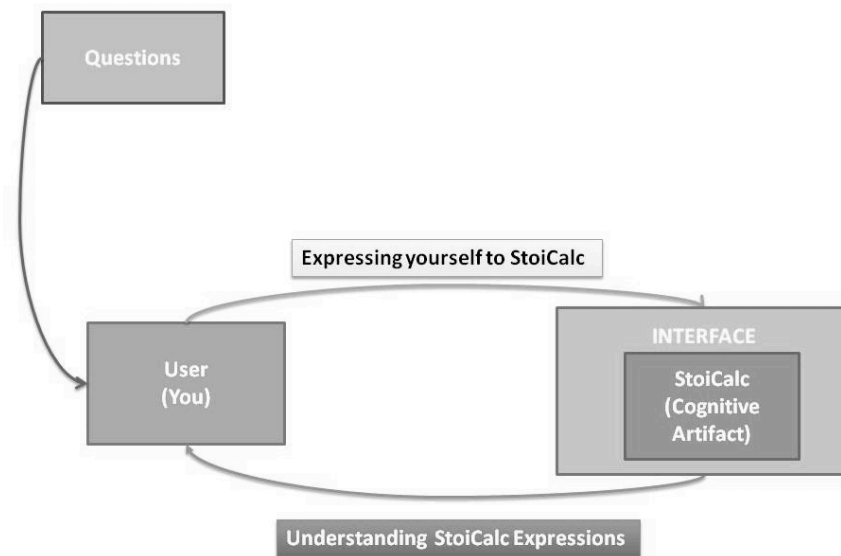 Questions
Expressing yourself to StoiCalc
User
(You)
INTERFACE
StoiCalc
(Cognitive
Artifact)
Understanding StoiCalc Expressions